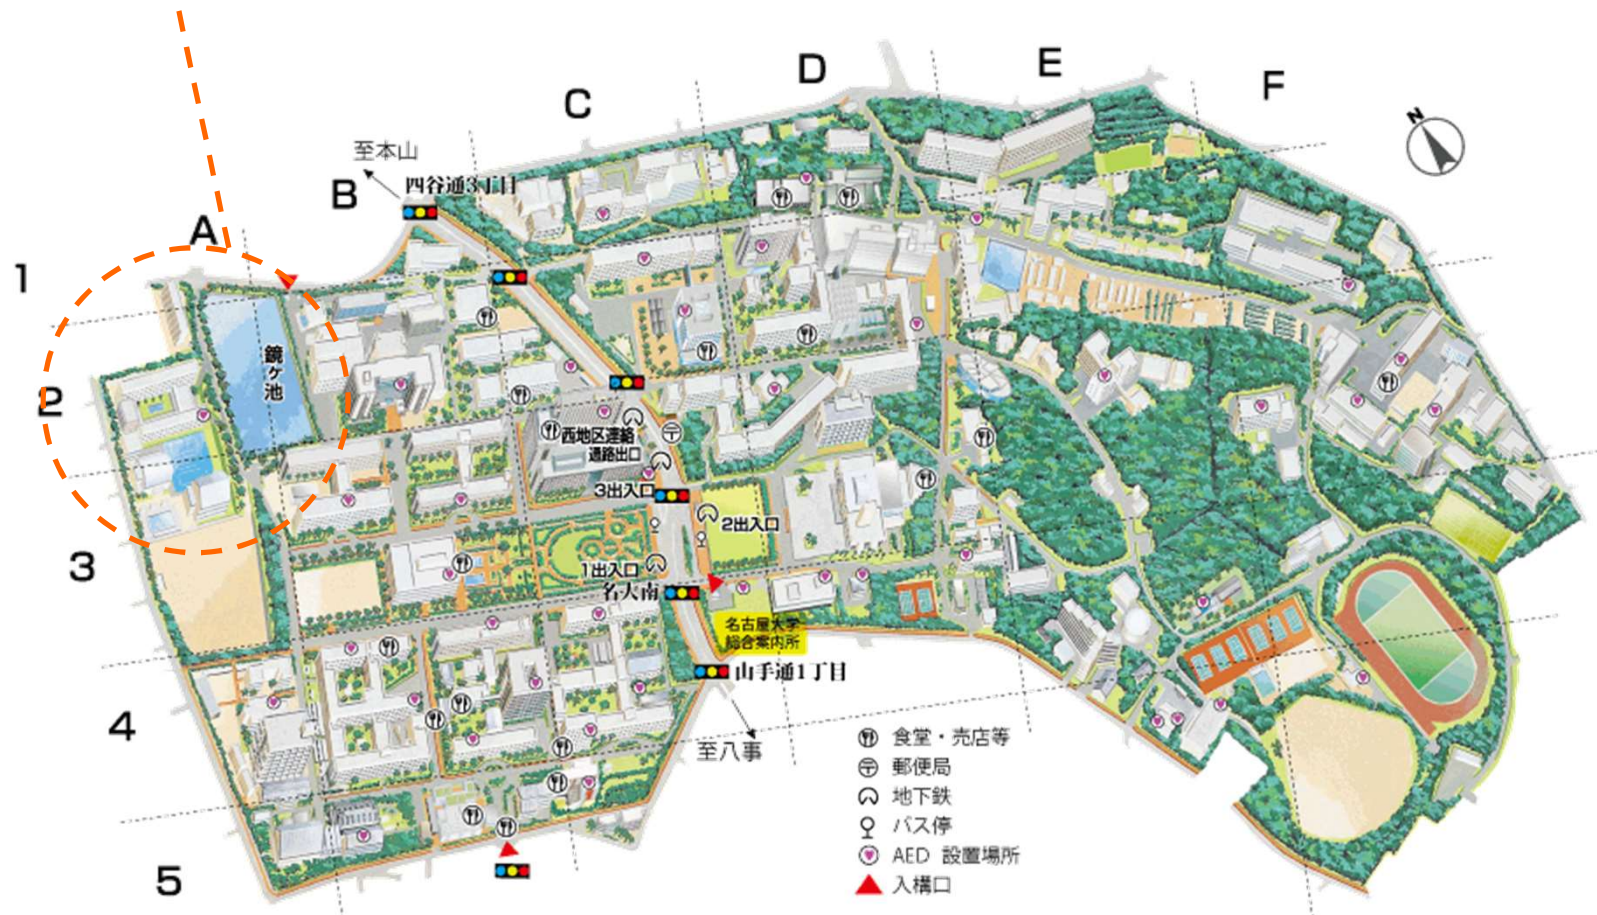 D
E
F
C
N
至本山
B
四谷通3丁目
A
1
鏡ヶ池
2
西地区連絡
通路出口
3出入口
2出入口
3
1出入口
名大南
名古屋大学
総合案内所
山手通1丁目
4
至八事
食堂・売店等
郵便局
地下鉄
バス停
AED 設置場所
入構口
5